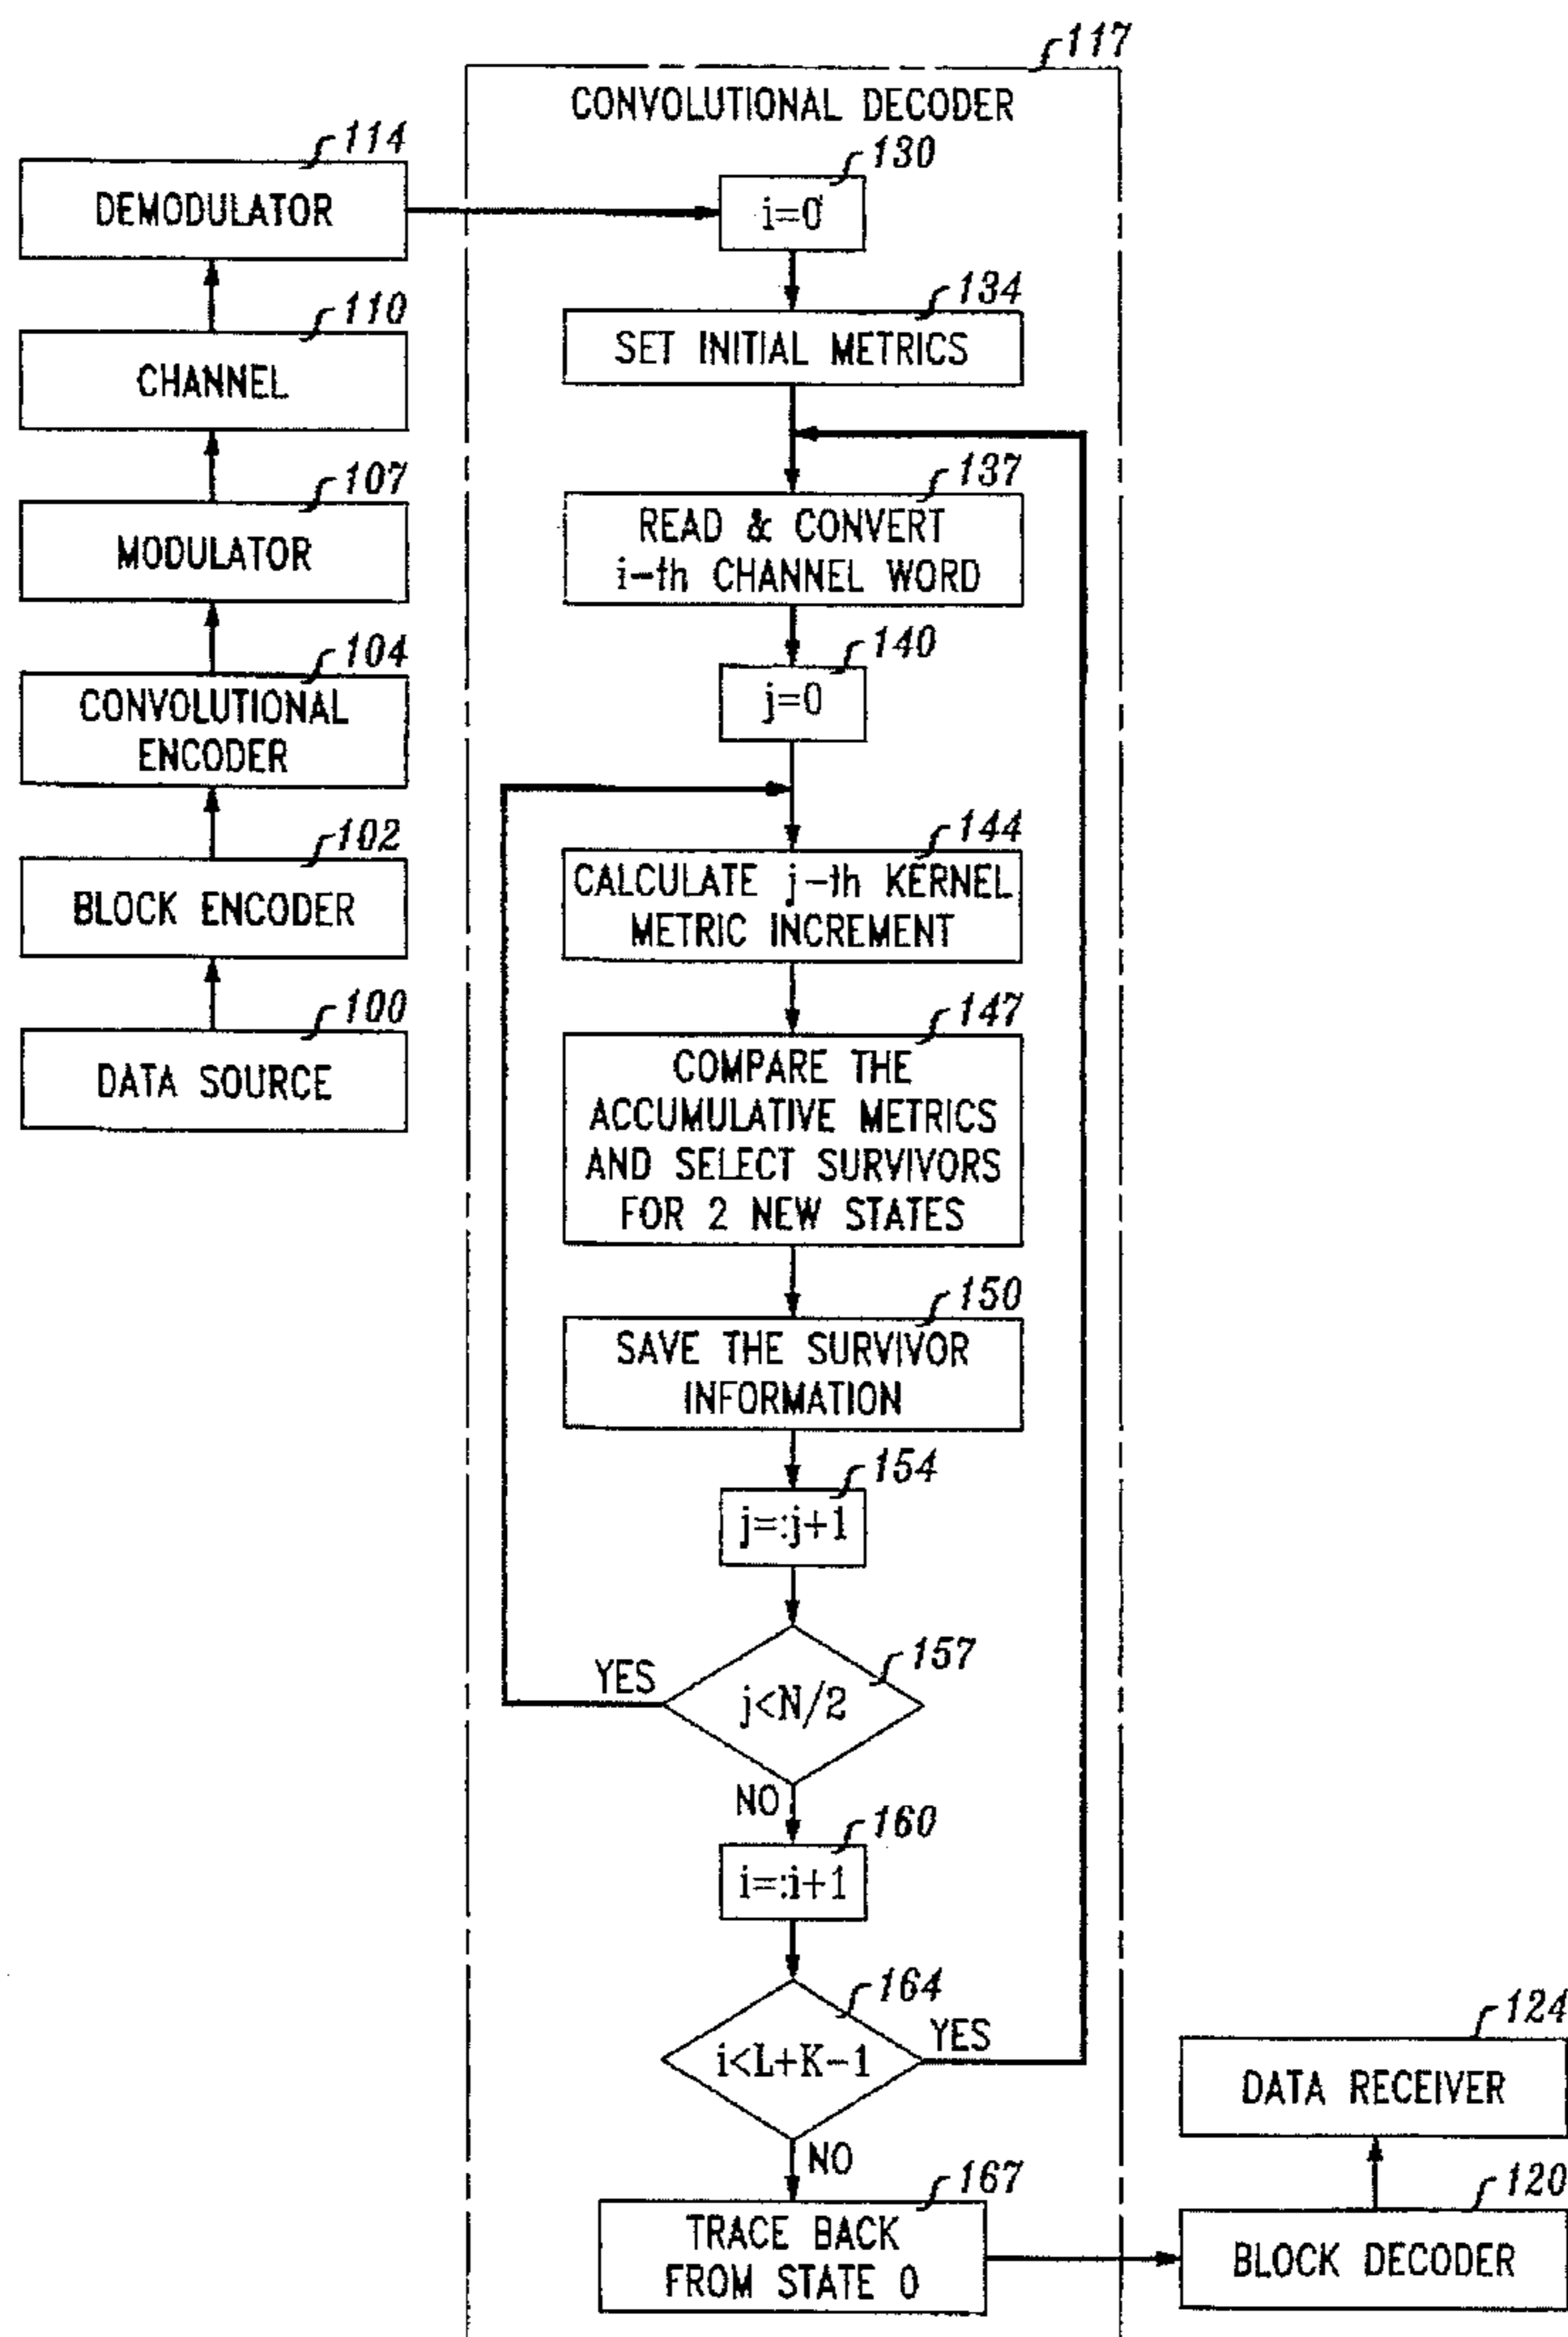 117
CONVOLUTIONAL DECODER
114
DEMODULATOR
130
i=0
110
CHANNEL
134
SET INITIAL METRICS
107
MODULATOR
137
READ & CONVERT
i-th CHANNEL WORD
104
CONVOLUTIONAL
ENCODER
140
j=0
102
BLOCK ENCODER
144
CALCULATE j-th KERNEL
METRIC INCREMENT
100
DATA SOURCE
147
COMPARE THE
ACCUMULATIVE METRICS
AND SELECT SURVIVORS
FOR 2 NEW STATES
150
SAVE THE SURVIVOR
INFORMATION
154
j=:j+1
157
YES
j<N/2
NO
160
i=:i+1
164
YES
i<L+K-1
NO
124
DATA RECEIVER
167
TRACE BACK
FROM STATE 0
120
BLOCK DECODER